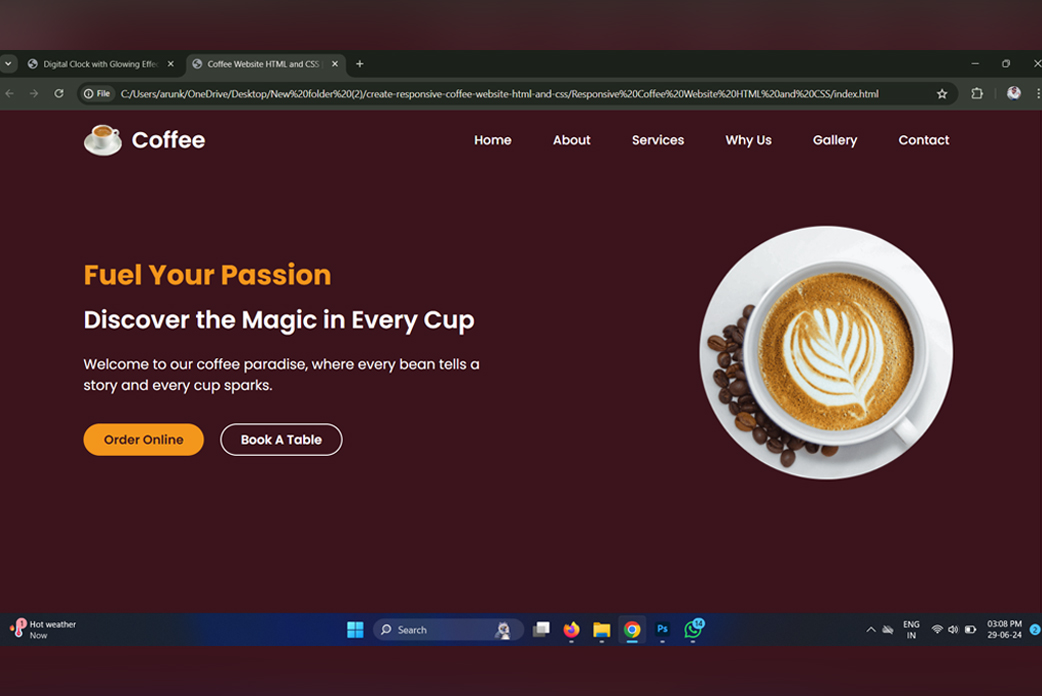 Digital Clock with Glowing Effec
Coffee Website HTML and CSS
File
C:/Users/arunk/OneDrive/Desktop/New%20folder%20(2)/create-responsive-coffee-website-html-and-css/Responsive%20Coffee%20Website%20HTML%20and%20CSS/index.html
Coffee
Home About Services Why Us Gallery Contact
Fuel Your Passion
Discover the Magic in Every Cup
Welcome to our coffee paradise, where every bean tells a
story and every cup sparks.
Order Online Book A Table
1
Hot weather
Now
Search
Ps
14
ENG
IN
03:08 PM
29-06-24
2